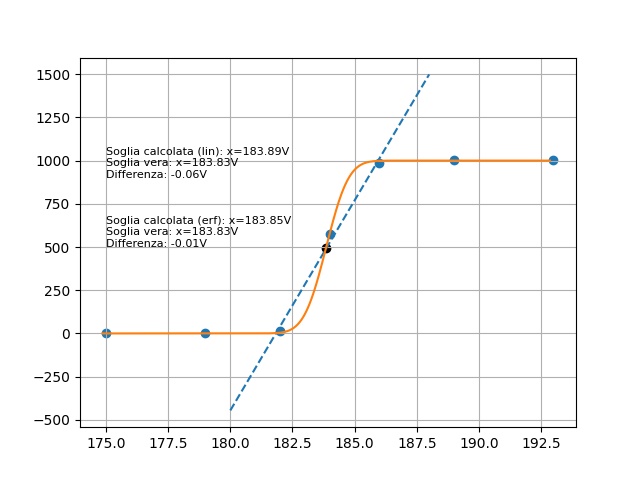 1500
1250
1000
750
500
250
0
−250
−500
Soglia calcolata (lin): x=183.89V
Soglia vera: x=183.83V
Differenza: -0.06V
Soglia calcolata (erf): x=183.85V
Soglia vera: x=183.83V
Differenza: -0.01V
175.0 177.5 180.0 182.5 185.0 187.5 190.0 192.5